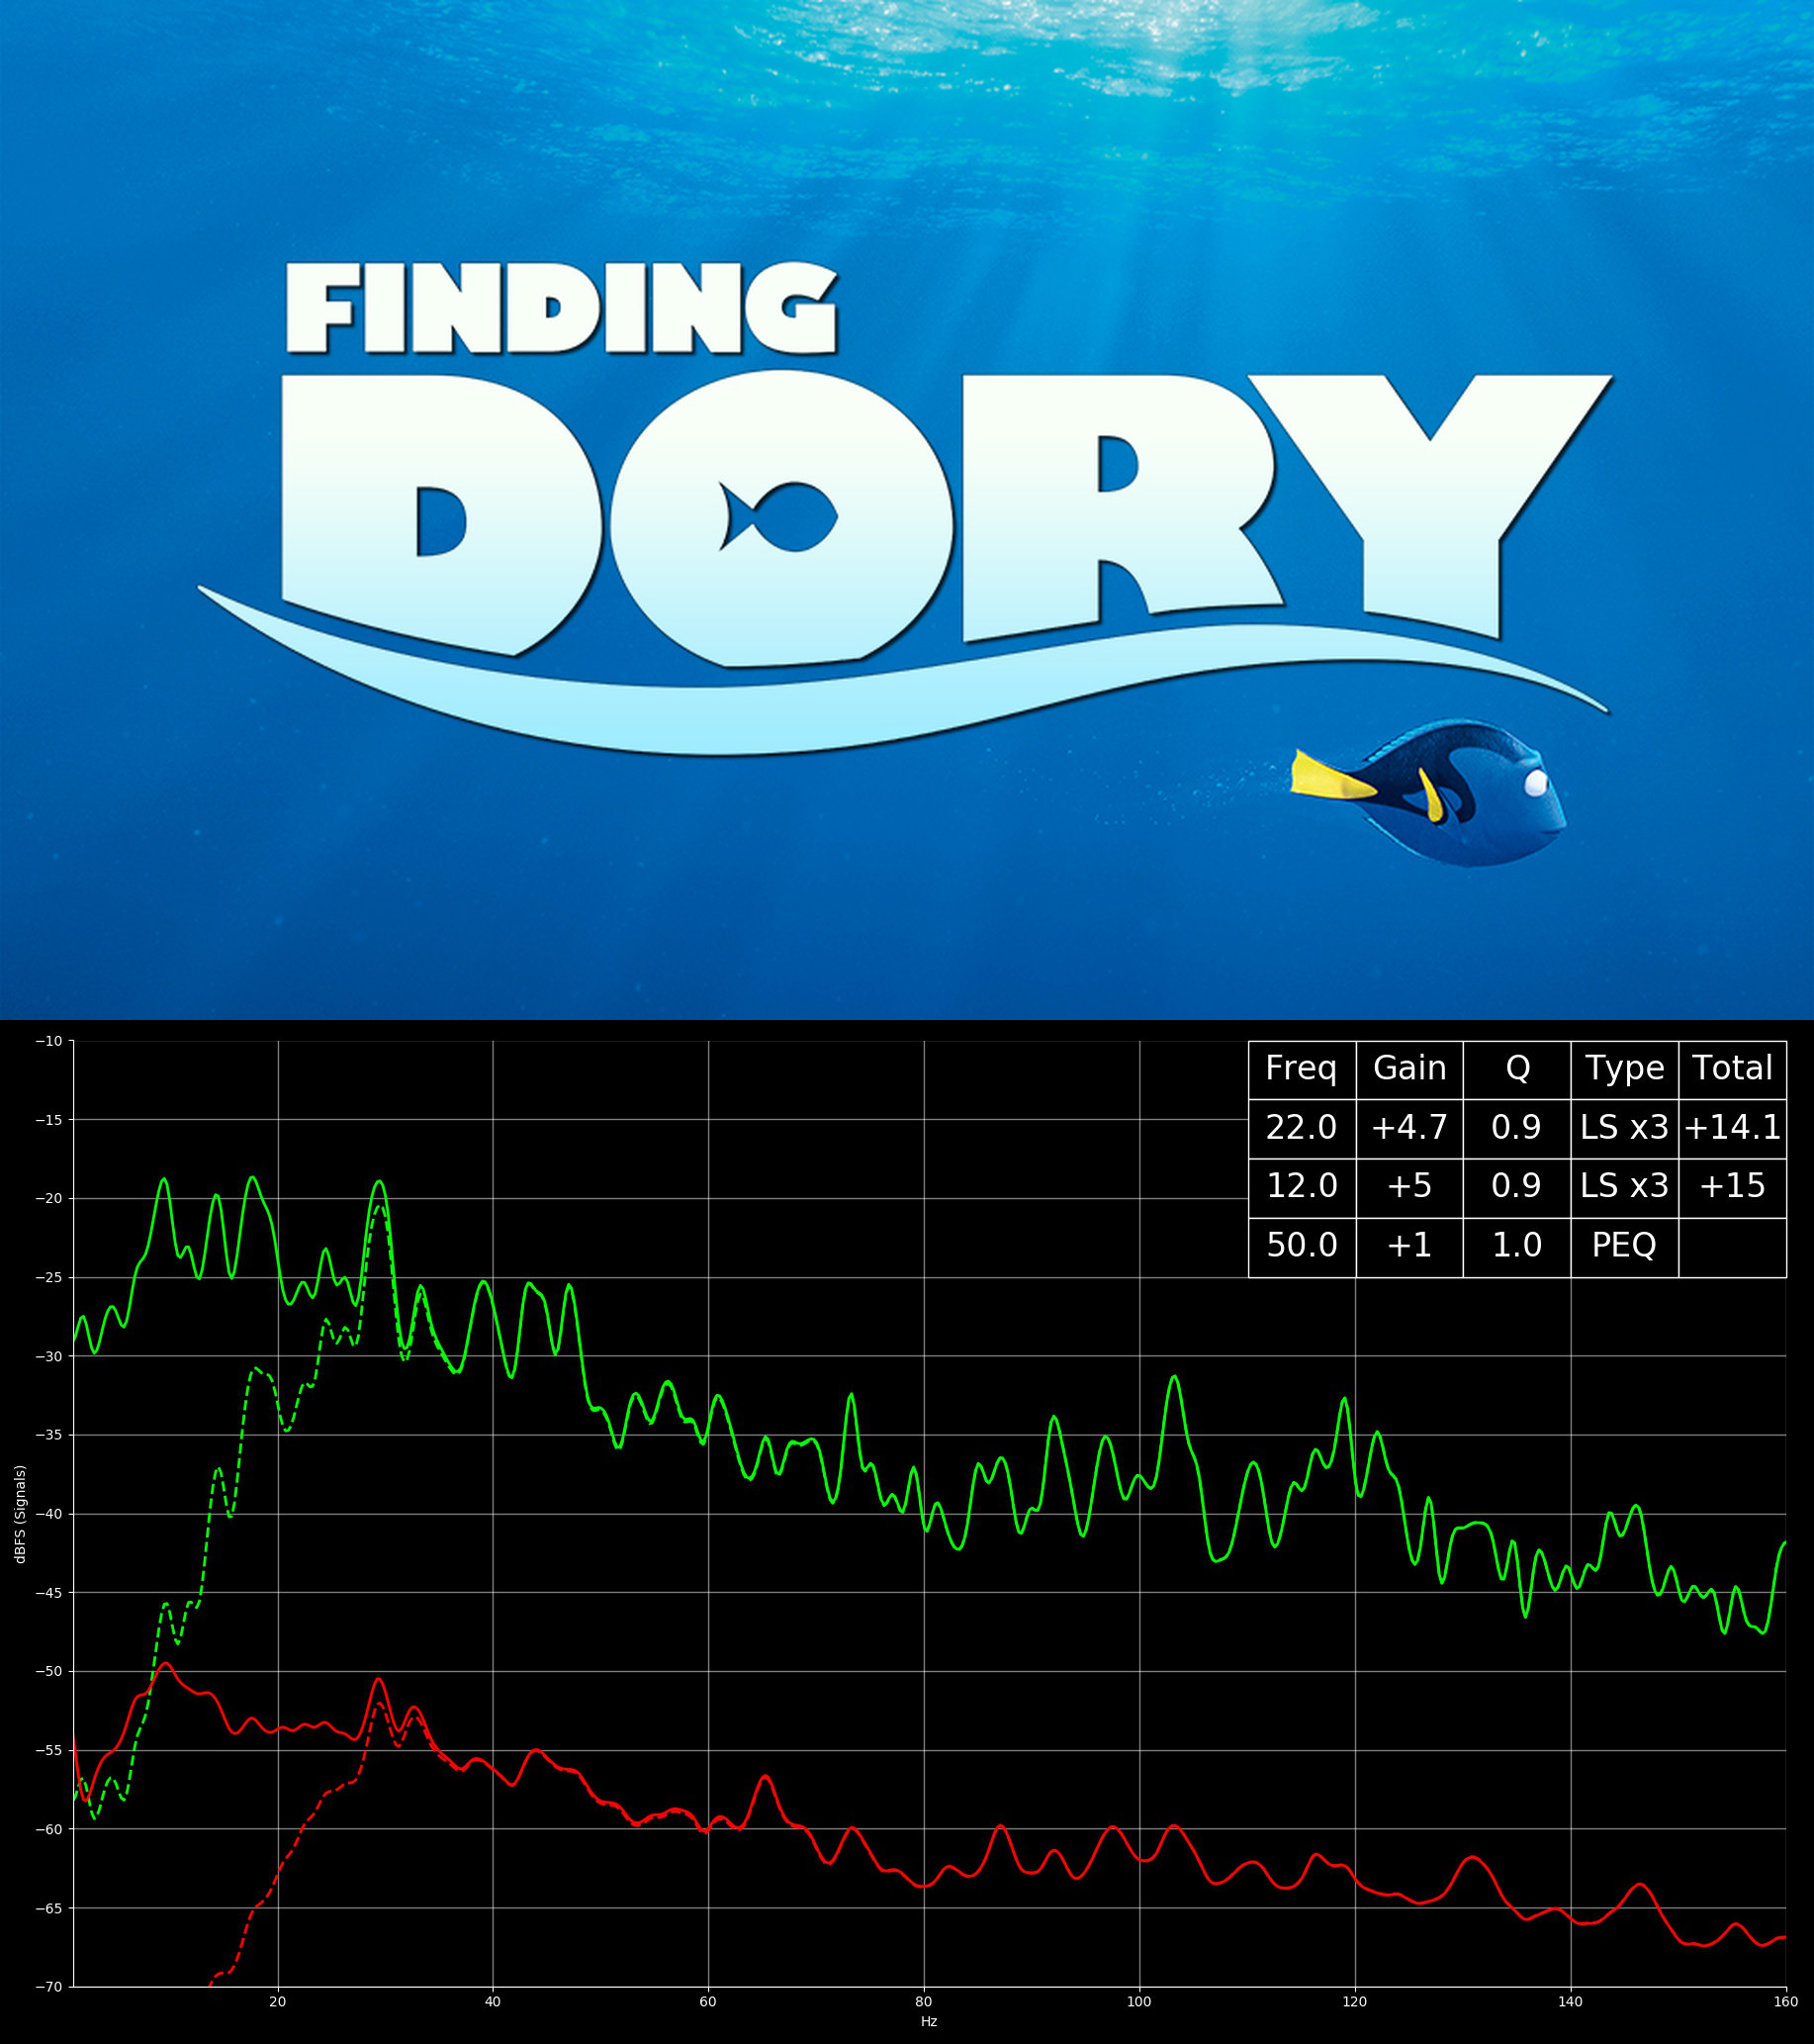 FINDING
DORY
Freq Gain Q Type Total
22.0 +4.7 0.9 LS x3 +14.1
12.0 +5 0.9 LS x3 +15
50.0 +1 1.0 PEQ
−10
−15
−20
−25
−30
−35
−40
−45
−50
−55
−60
−65
−70
dBFS (Signals)
20 40 60 80 100 120 140 160
Hz